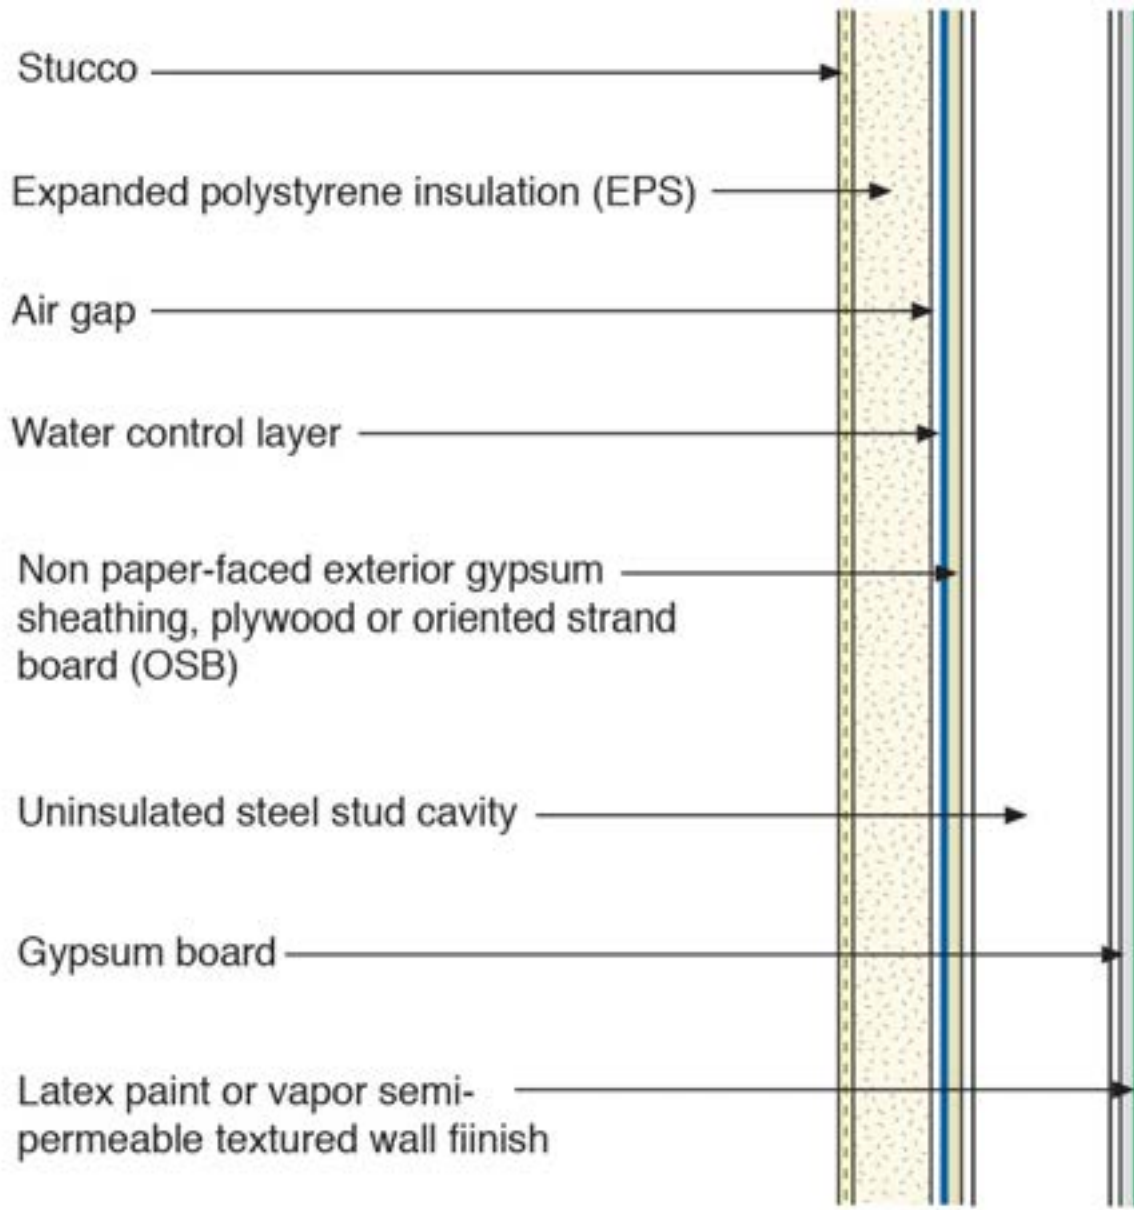 Stucco
Expanded polystyrene insulation (EPS)
Air gap
Water control layer
Non paper-faced exterior gypsum
sheathing, plywood or oriented strand
board (OSB)
Uninsulated steel stud cavity
Gypsum board
Latex paint or vapor semi-
permeable textured wall fiinish